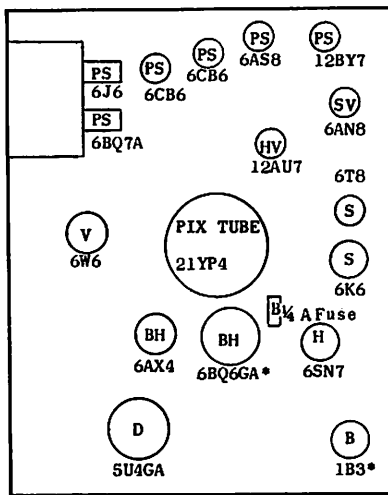 PS
6AS8
PS
12BY7
PS
6CB6
PS
6CB6
PS
6J6
PS
6BQ7A
SV
6AN8
HV
12AU7
6T8
S
V
6W6
PIX TUBE
21YP4
S
6K6
B ¼ A Fuse
BH
6AX4
BH
6BQ6GA*
H
6SN7
D
5U4GA
B
1B3*